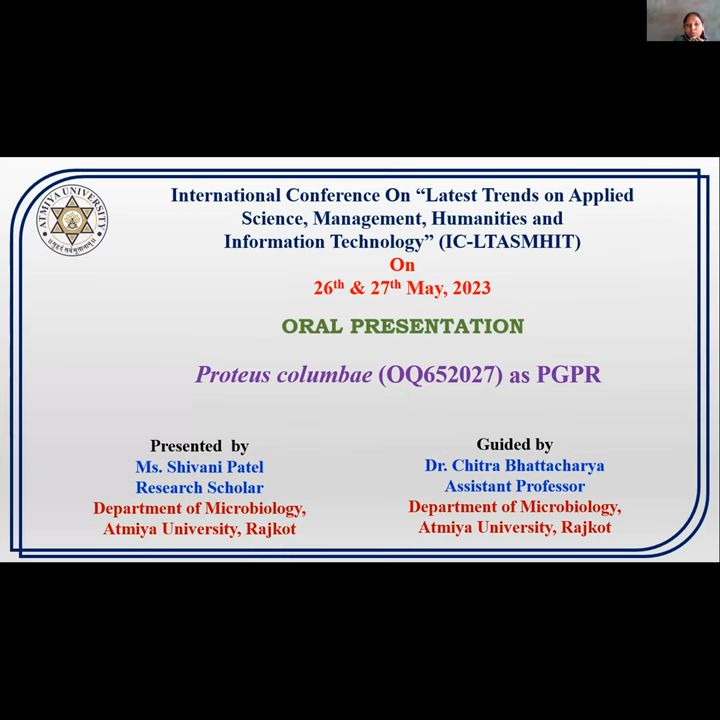 International Conference On “Latest Trends on Applied
Science, Management, Humanities and
Information Technology” (IC-LTASMHIT)
On
26th & 27th May, 2023
ORAL PRESENTATION
Proteus columbae (OQ652027) as PGPR
Presented by
Ms. Shivani Patel
Research Scholar
Department of Microbiology,
Atmiya University, Rajkot
Guided by
Dr. Chitra Bhattacharya
Assistant Professor
Department of Microbiology,
Atmiya University, Rajkot
ATMIYA UNIVERSITY